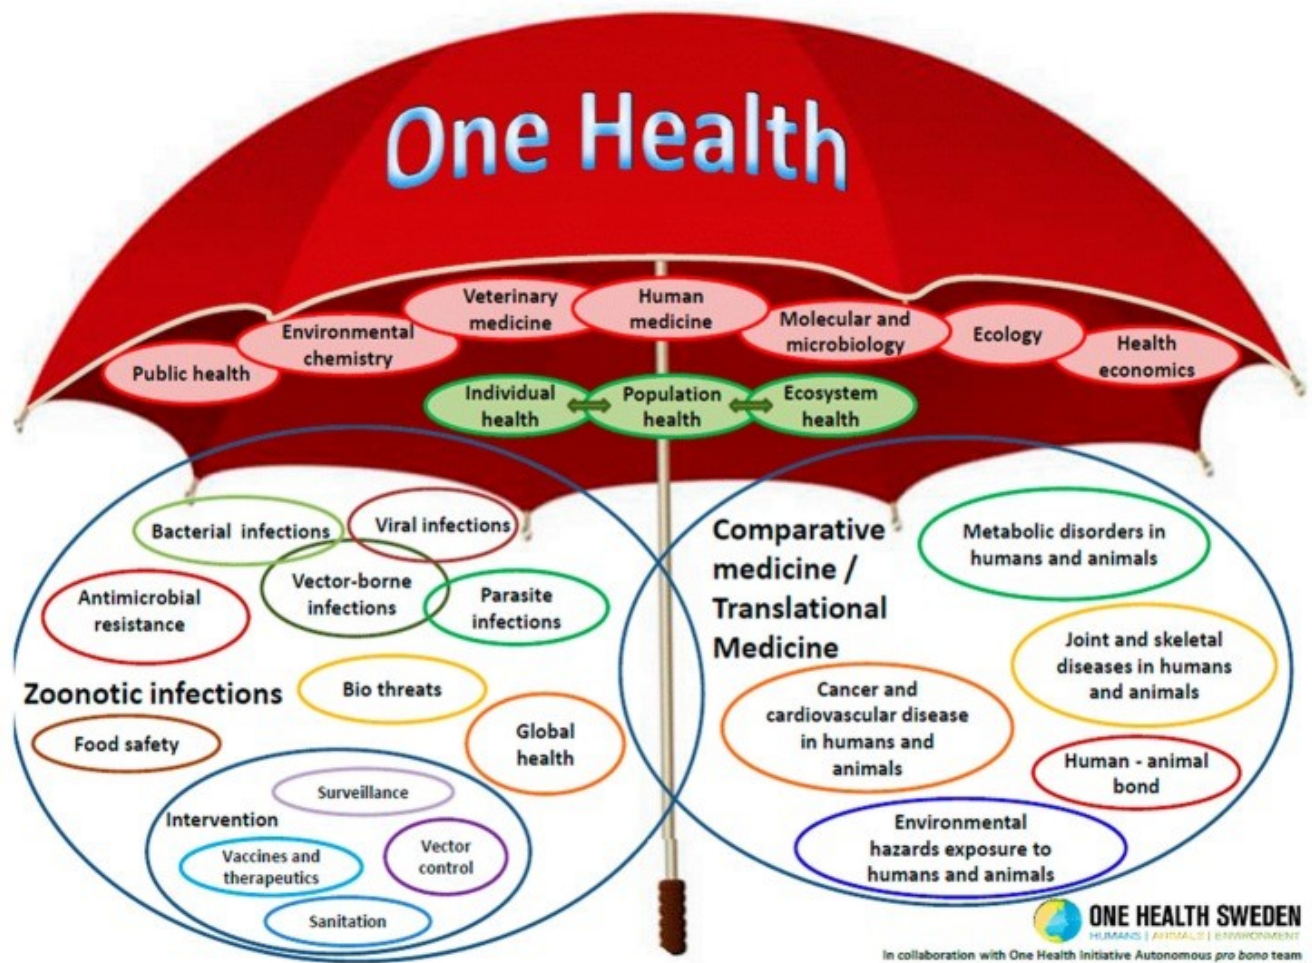 One Health
Veterinary
medicine
Human
medicine
Molecular and
microbiology
Ecology
Health
economics
Environmental
chemistry
Public health
Individual
health
Population
health
Ecosystem
health
Bacterial infections
Viral infections
Vector-borne
infections
Parasite
infections
Antimicrobial
resistance
Zoonotic infections
Bio threats
Food safety
Global
health
Surveillance
Intervention
Vaccines and
therapeutics
Vector
control
Sanitation
Comparative
medicine /
Translational
Medicine
Metabolic disorders in
humans and animals
Joint and skeletal
diseases in humans
and animals
Cancer and
cardiovascular disease
in humans and
animals
Human - animal
bond
Environmental
hazards exposure to
humans and animals
ONE HEALTH SWEDEN
HUMANS | ANIMALS | ENVIRONMENT
In collaboration with One Health Initiative Autonomous pro bono team